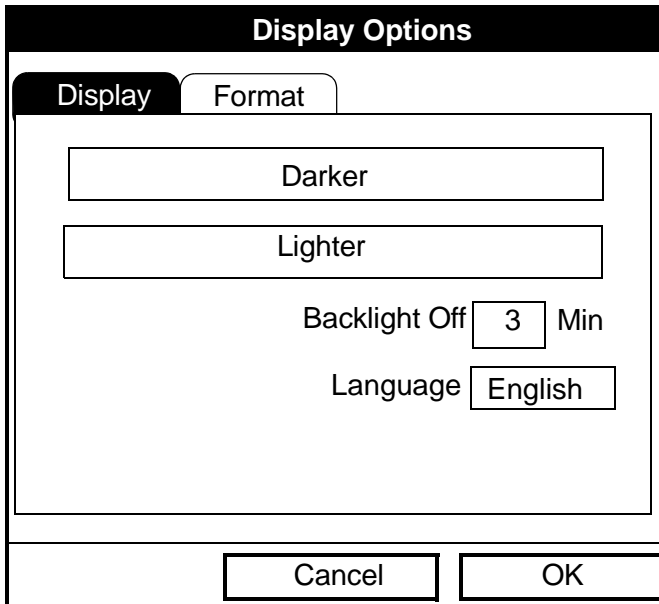 Display Options
Display Format
Darker
Lighter
Backlight Off 3 Min
Language English
Cancel OK